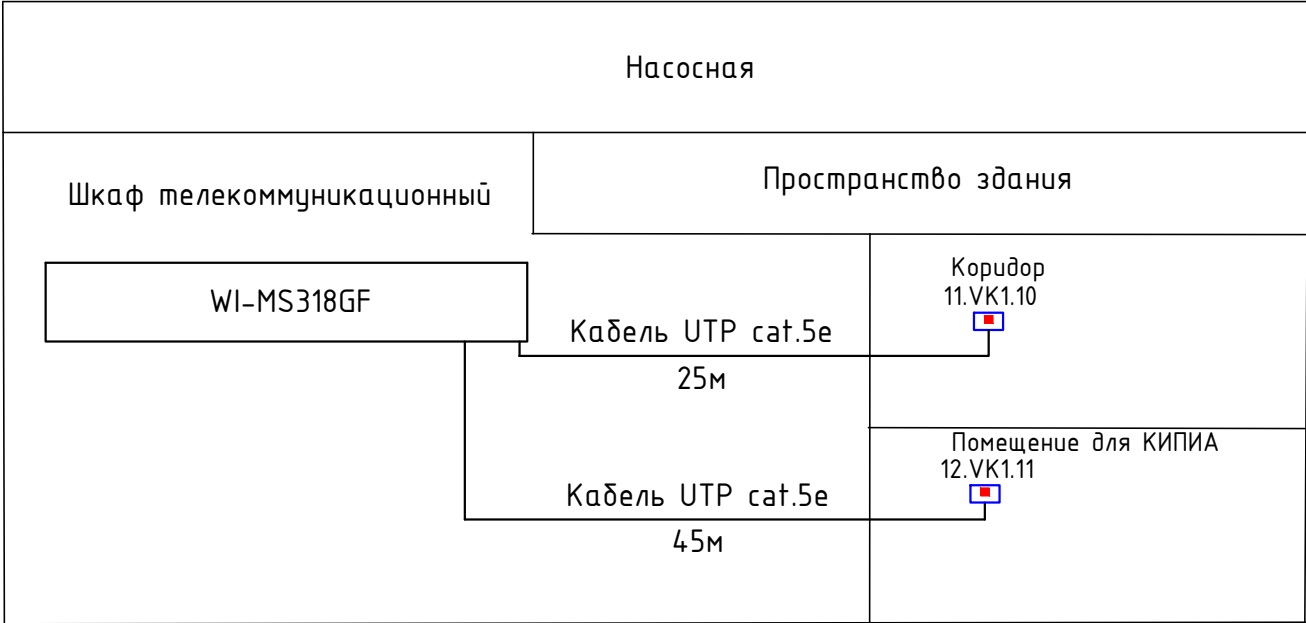 Насосная
Шкаф телекоммуникационный
Пространство здания
WI-MS318GF
Коридор
11.VK1.10
Кабель UTP cat.5e
25м
Помещение для КИПИА
12.VK1.11
Кабель UTP cat.5e
45м